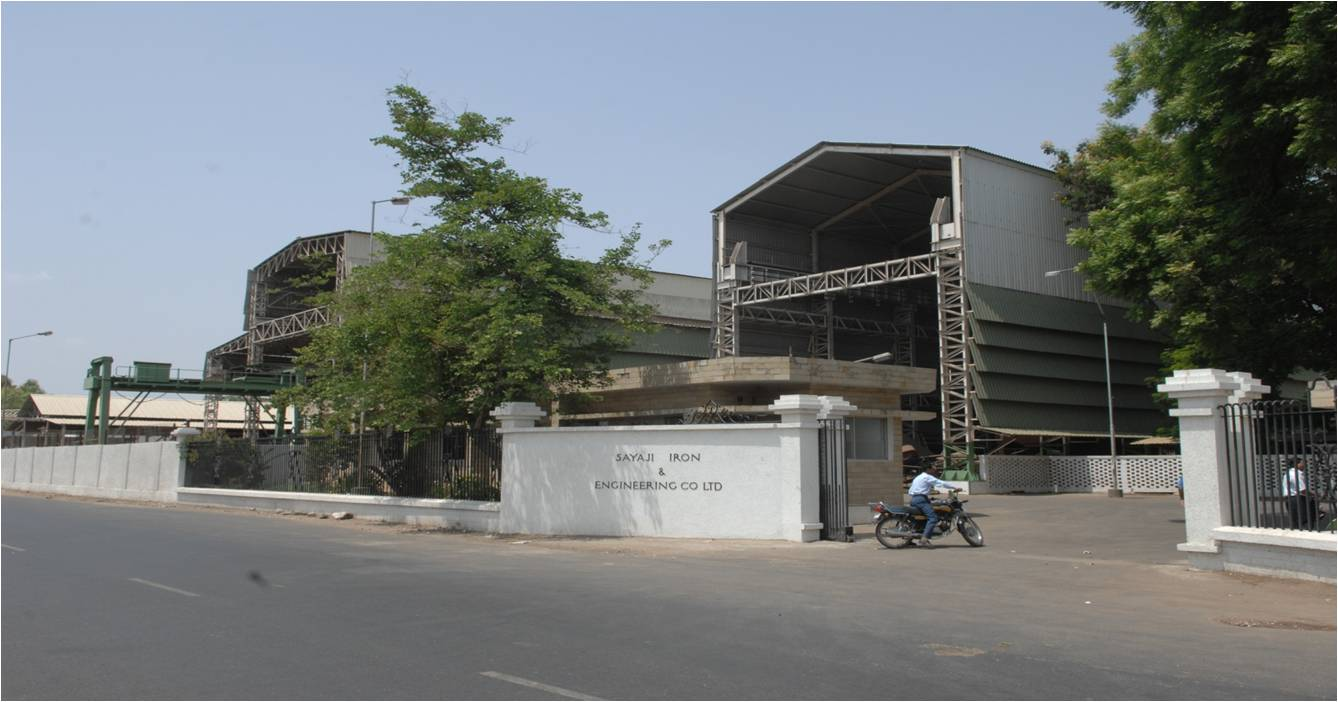 SAYAJI IRON
&
ENGINEERING CO LTD